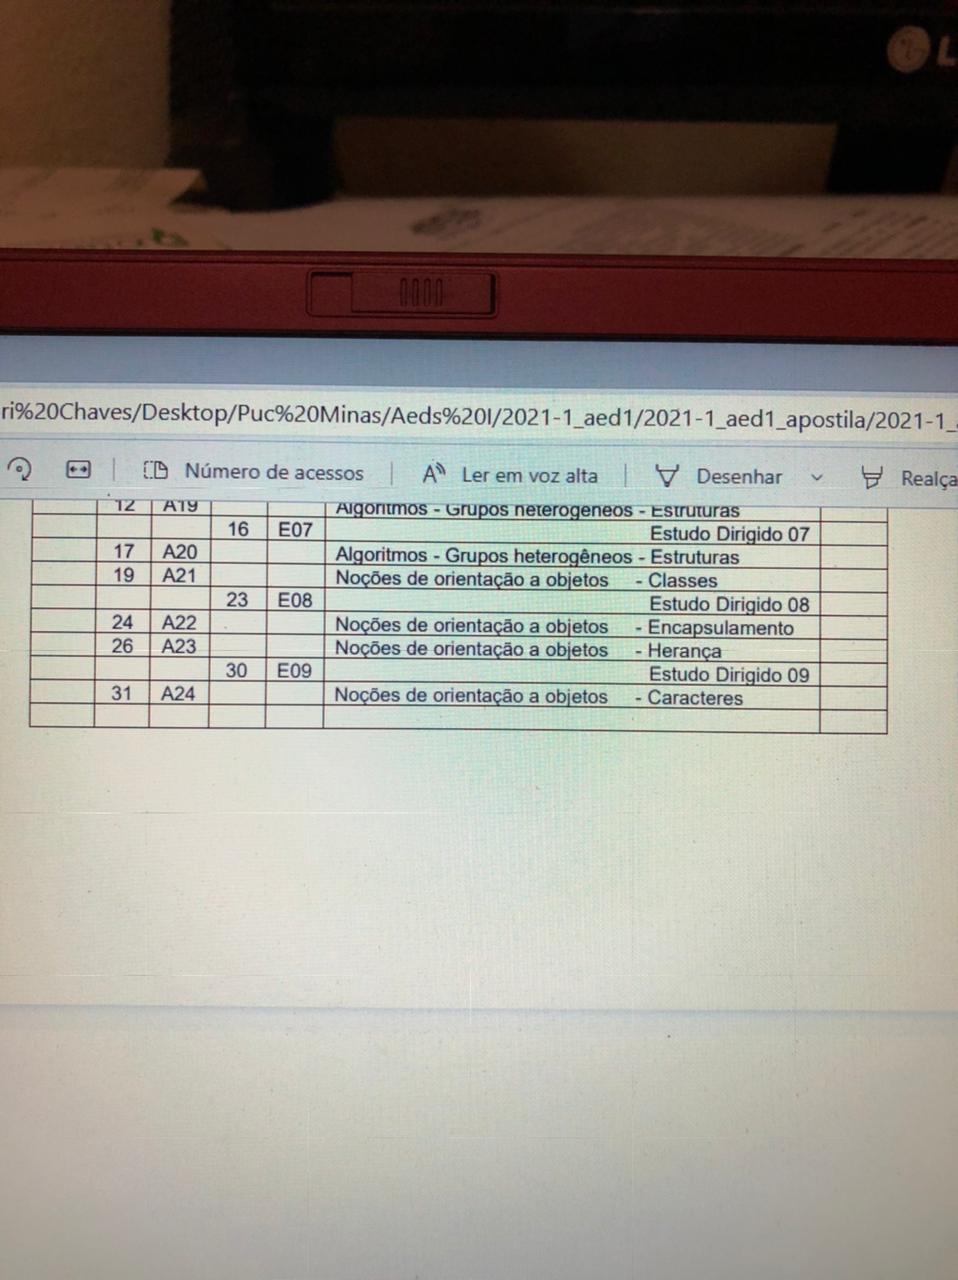 L
ri%20Chaves/Desktop/Puc%20Minas/Aeds%20I/2021-1_aed1/2021-1_aed1_apostila/2021-1_
Número de acessos Ler em voz alta Desenhar Realça
12 A19 Algoritmos - Grupos heterogêneos - Estruturas
16 E07 Estudo Dirigido 07
17 A20 Algoritmos - Grupos heterogêneos - Estruturas
19 A21 Noções de orientação a objetos - Classes
23 E08 Estudo Dirigido 08
24 A22 Noções de orientação a objetos - Encapsulamento
26 A23 Noções de orientação a objetos - Herança
30 E09 Estudo Dirigido 09
31 A24 Noções de orientação a objetos - Caracteres